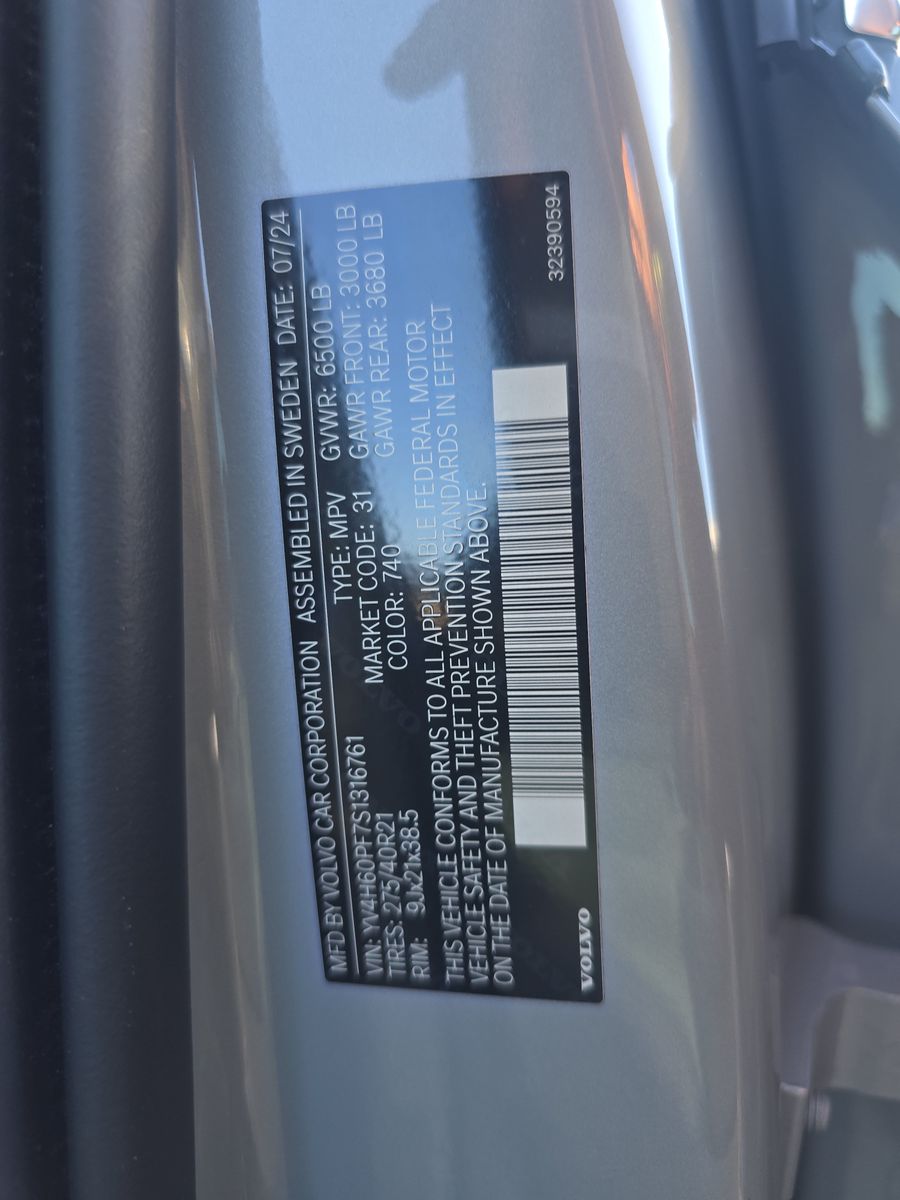 MFD BY VOLVO CAR CORPORATION ASSEMBLED IN SWEDEN DATE: 07/24
VIN: YV4H60PF7S1316761 TYPE: MPV GVWR: 6500 LB
TIRES: 275/40R21 MARKET CODE: 31 GAWR FRONT: 3000 LB
RIM: 9Jx21x38.5 COLOR: 740 GAWR REAR: 3680 LB
THIS VEHICLE CONFORMS TO ALL APPLICABLE FEDERAL MOTOR
VEHICLE SAFETY AND THEFT PREVENTION STANDARDS IN EFFECT
ON THE DATE OF MANUFACTURE SHOWN ABOVE.
VOLVO 32390594